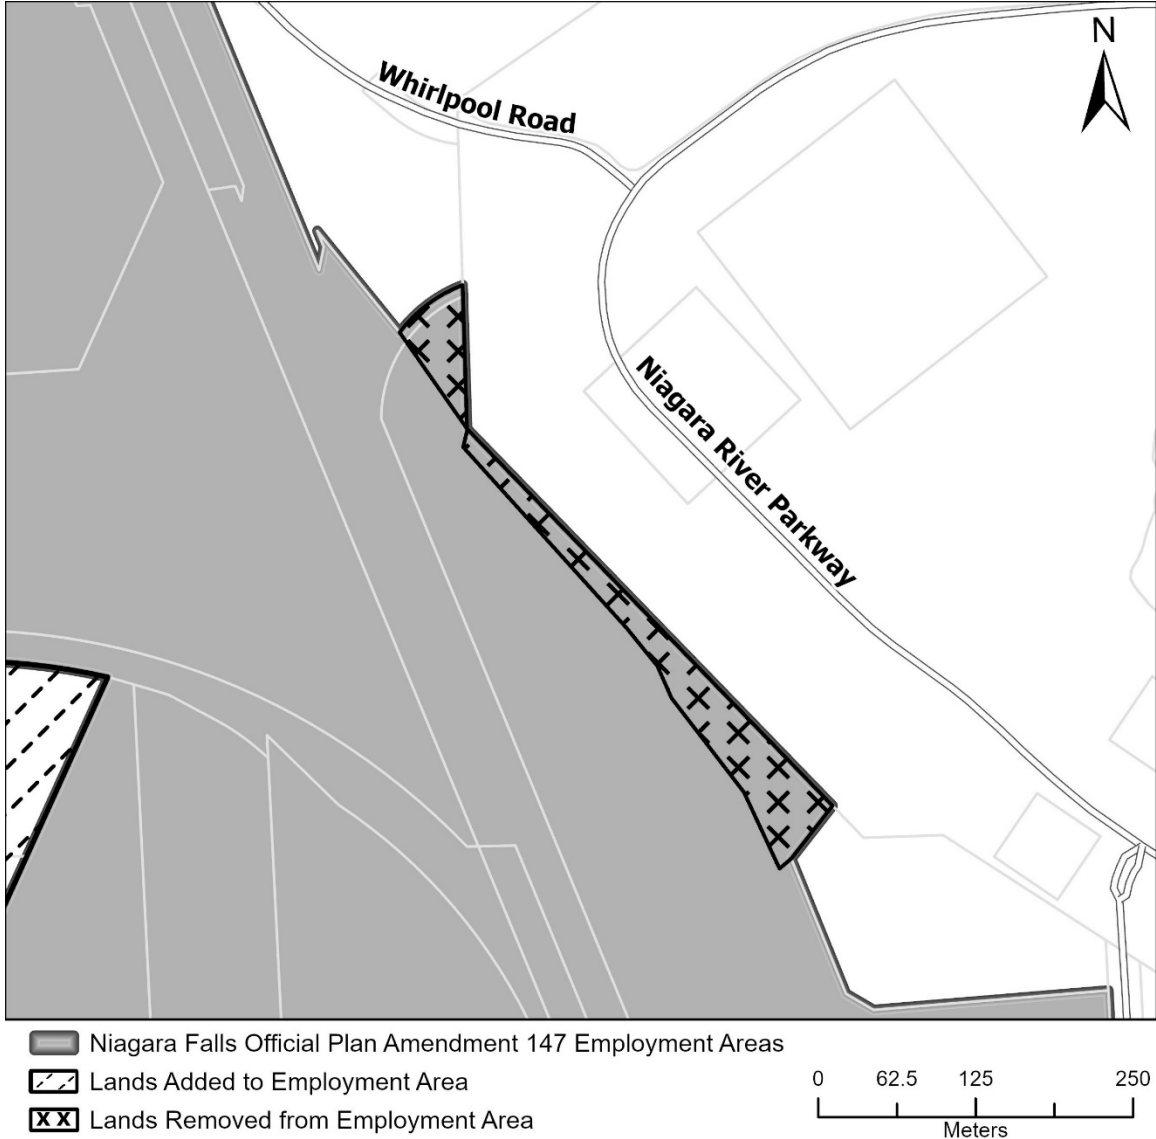 N
Whirlpool Road
Niagara River Parkway
Niagara Falls Official Plan Amendment 147 Employment Areas
Lands Added to Employment Area
Lands Removed from Employment Area
0 62.5 125 250
Meters